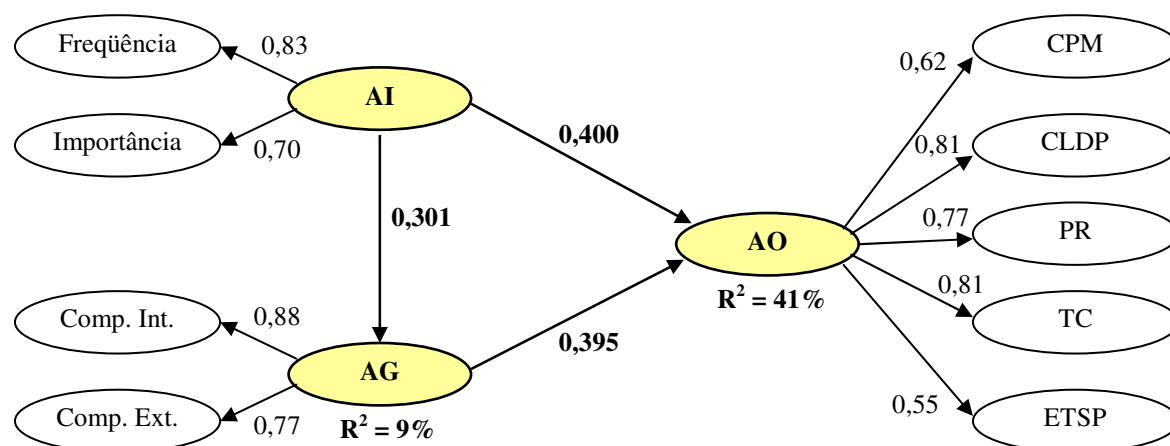 Freqüência
0,83
AI
Importância
0,70
0,400
0,301
Comp. Int.
0,88
AG
R² = 9%
Comp. Ext.
0,77
0,395
AO
R² = 41%
0,62
CPM
0,81
CLDP
0,77
PR
0,81
TC
0,55
ETSP